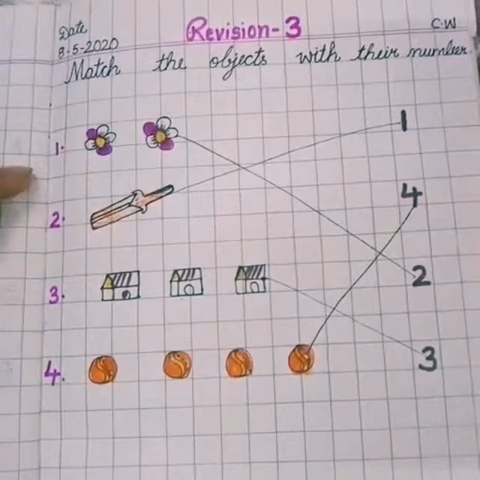 Date
8-5-2020
Revision-3
C.W
Match the objects with their number.
1.
1
2.
4
3.
2
4.
3